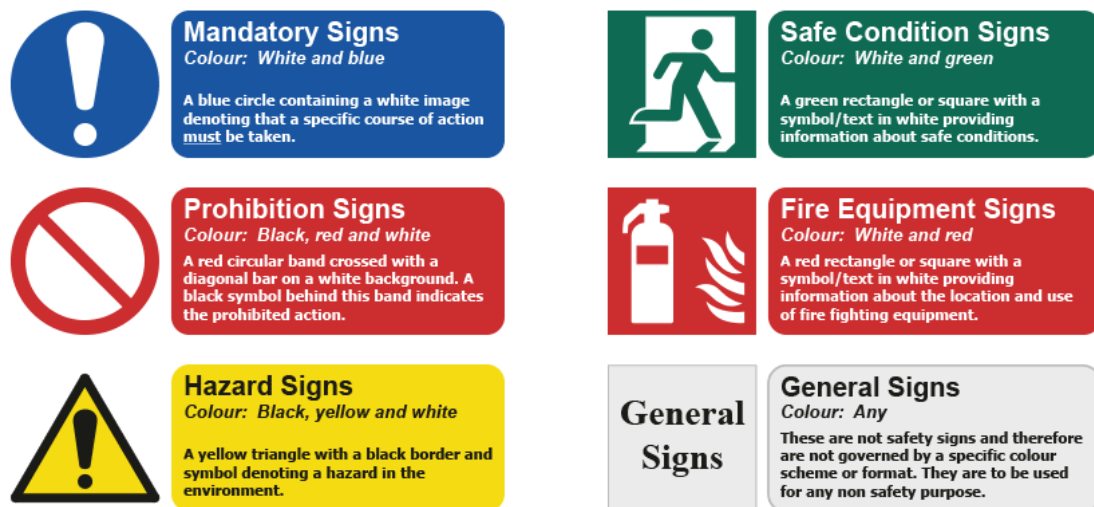 Mandatory Signs
Colour: White and blue
A blue circle containing a white image
denoting that a specific course of action
must be taken.
Safe Condition Signs
Colour: White and green
A green rectangle or square with a
symbol/text in white providing
information about safe conditions.
Prohibition Signs
Colour: Black, red and white
A red circular band crossed with a
diagonal bar on a white background. A
black symbol behind this band indicates
the prohibited action.
Fire Equipment Signs
Colour: White and red
A red rectangle or square with a
symbol/text in white providing
information about the location and use
of fire fighting equipment.
Hazard Signs
Colour: Black, yellow and white
A yellow triangle with a black border and
symbol denoting a hazard in the
environment.
General
Signs
General Signs
Colour: Any
These are not safety signs and therefore
are not governed by a specific colour
scheme or format. They are to be used
for any non safety purpose.